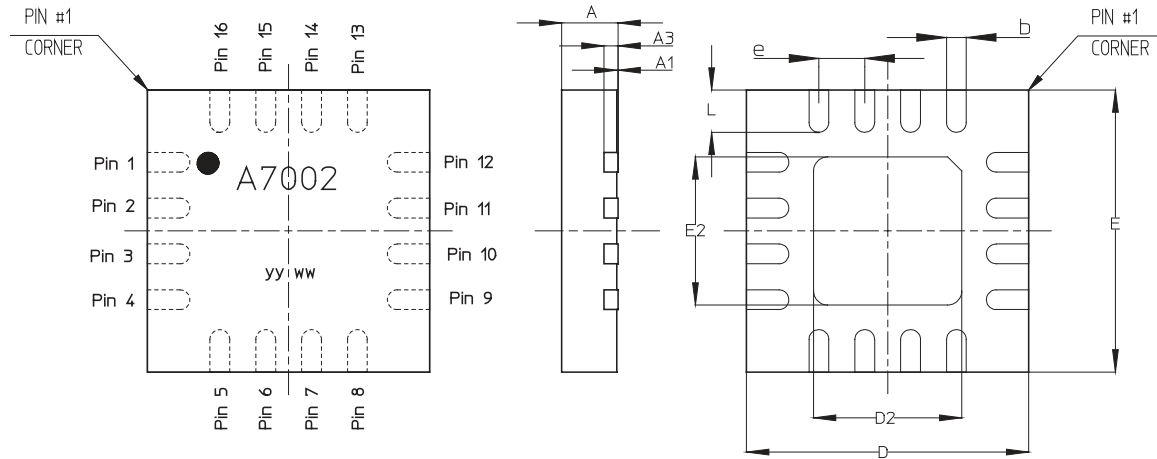 PIN #1
CORNER
Pin 16
Pin 15
Pin 14
Pin 13
Pin 1
Pin 2
Pin 3
Pin 4
A7002
yy ww
Pin 12
Pin 11
Pin 10
Pin 9
Pin 5
Pin 6
Pin 7
Pin 8
A
A3
A1
e
b
PIN #1
CORNER
L
E2
E
D2
D